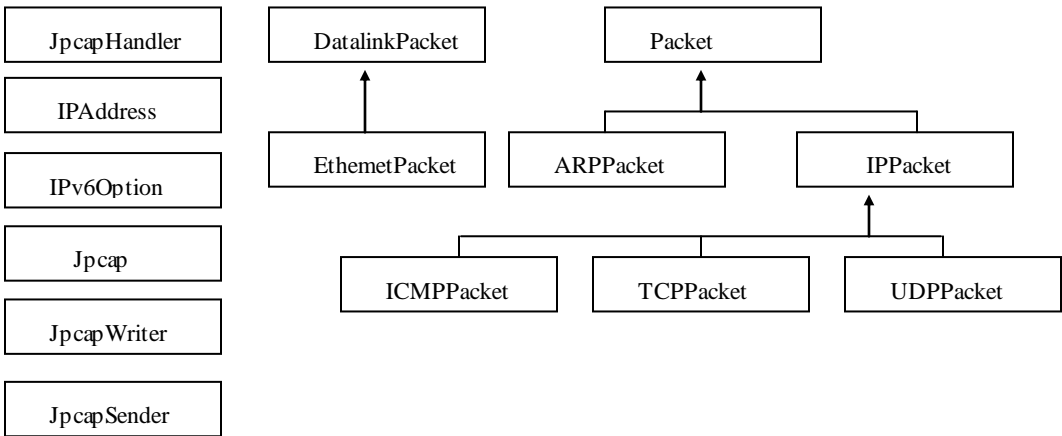 JpcapHandler
DatalinkPacket
Packet
IPAddress
EthemetPacket
ARPPacket
IPPacket
IPv6Option
Jpcap
ICMPPacket
TCPPacket
UDPPacket
JpcapWriter
JpcapSender